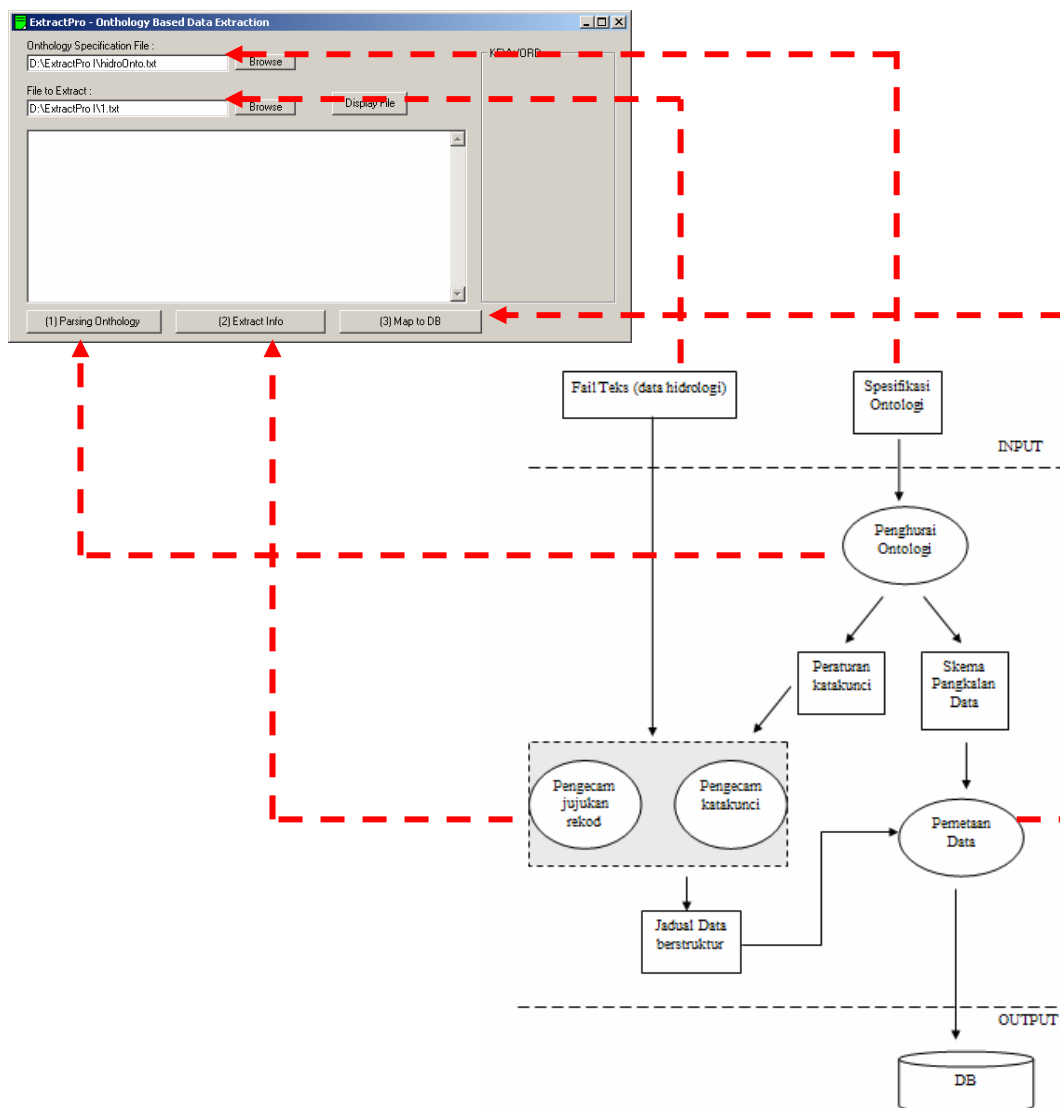 ExtractPro - Onthology Based Data Extraction
Onthology Specification File :
D:\ExtractPro I\hidroOnto.txt
Browse
KEYWORD
File to Extract :
D:\ExtractPro I\1.txt
Browse
Display File
(1) Parsing Onthology
(2) Extract Info
(3) Map to DB
Fail Teks (data hidrologi)
Spesifikasi
Ontologi
INPUT
Penghurai
Ontologi
Peraturan
katakunci
Skema
Pangkalan
Data
Pengecam
jujukan
rekod
Pengecam
katakunci
Pemetaan
Data
Jadual Data
berstruktur
OUTPUT
DB